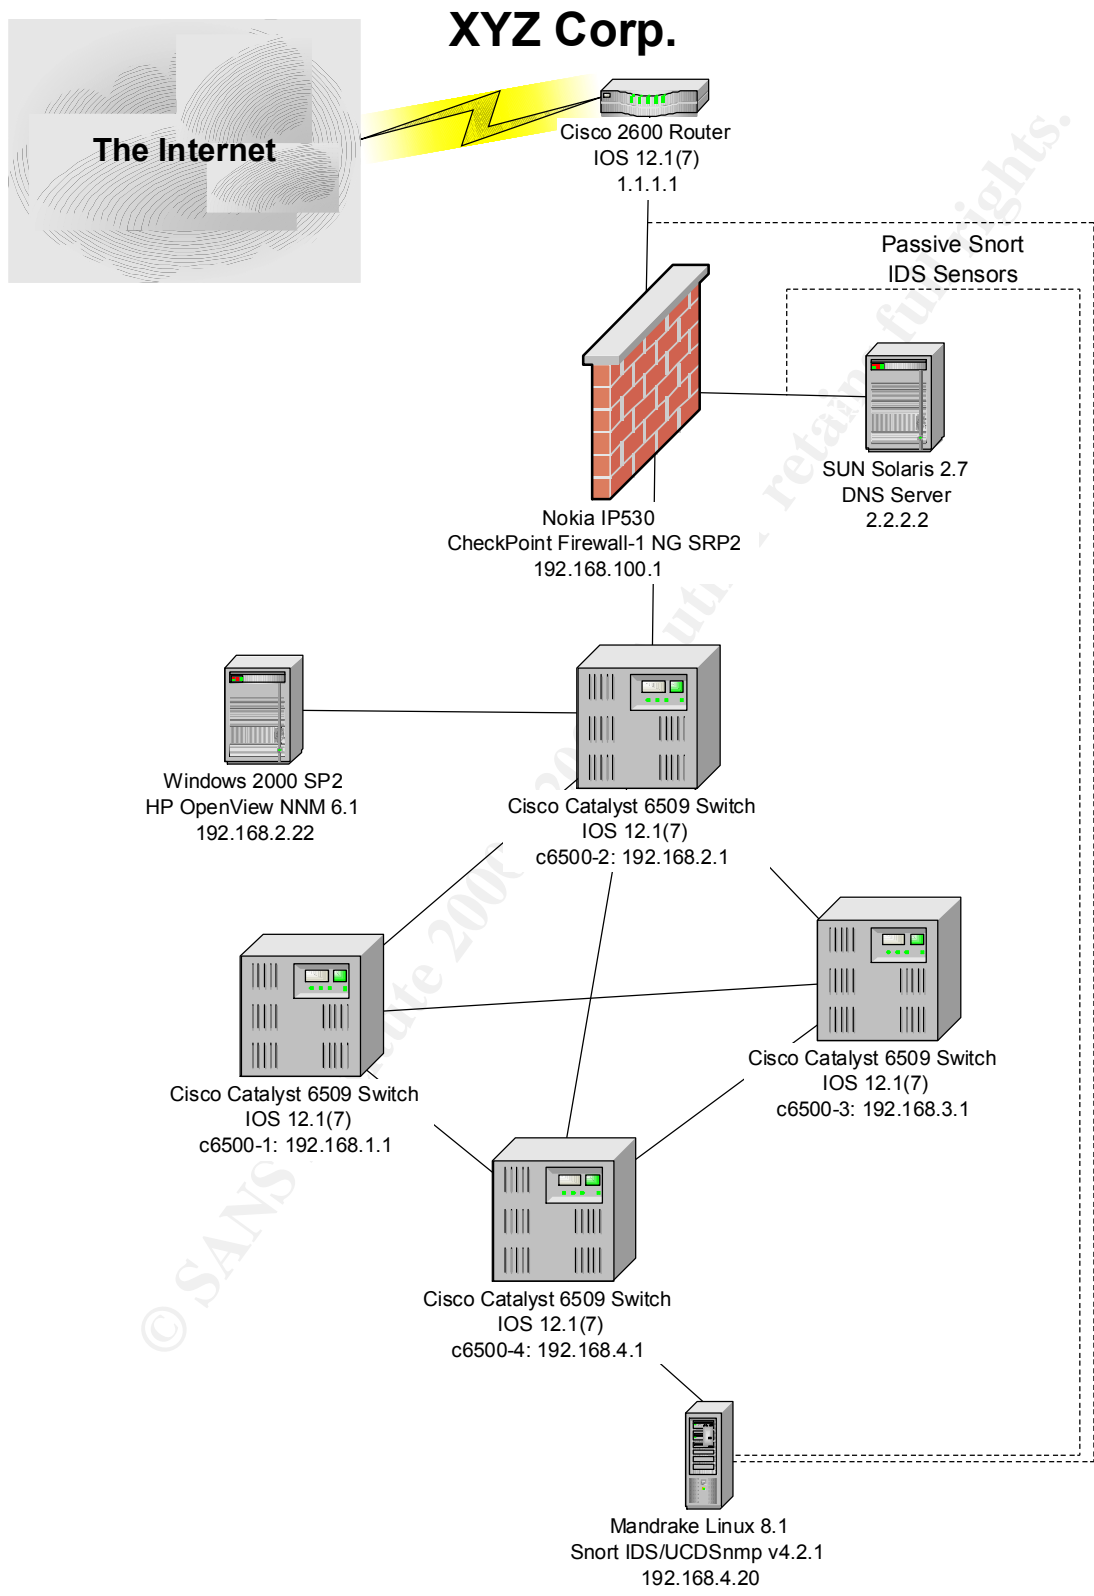 XYZ Corp.
The Internet
Cisco 2600 Router
IOS 12.1(7)
1.1.1.1
Passive Snort
IDS Sensors
SUN Solaris 2.7
DNS Server
2.2.2.2
Nokia IP530
CheckPoint Firewall-1 NG SRP2
192.168.100.1
Windows 2000 SP2
HP OpenView NNM 6.1
192.168.2.22
Cisco Catalyst 6509 Switch
IOS 12.1(7)
c6500-2: 192.168.2.1
Cisco Catalyst 6509 Switch
IOS 12.1(7)
c6500-3: 192.168.3.1
Cisco Catalyst 6509 Switch
IOS 12.1(7)
c6500-1: 192.168.1.1
Cisco Catalyst 6509 Switch
IOS 12.1(7)
c6500-4: 192.168.4.1
Mandrake Linux 8.1
Snort IDS/UCDSnmp v4.2.1
192.168.4.20
© SANS retain rights.